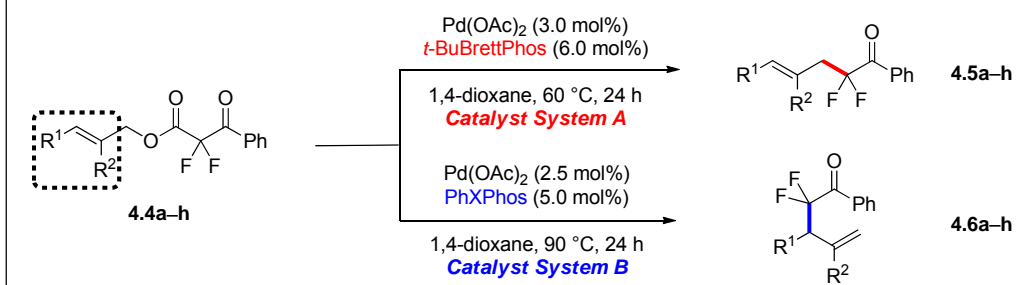 Pd(OAc)2 (3.0 mol%)
t-BuBrettPhos (6.0 mol%)
1,4-dioxane, 60 °C, 24 h
Catalyst System A
R1
R2
O
F F
Ph
4.5a–h
R1
R2
O
O
O
F F
Ph
4.4a–h
Pd(OAc)2 (2.5 mol%)
PhXPhos (5.0 mol%)
1,4-dioxane, 90 °C, 24 h
Catalyst System B
F
F
O
Ph
R1
R2
4.6a–h